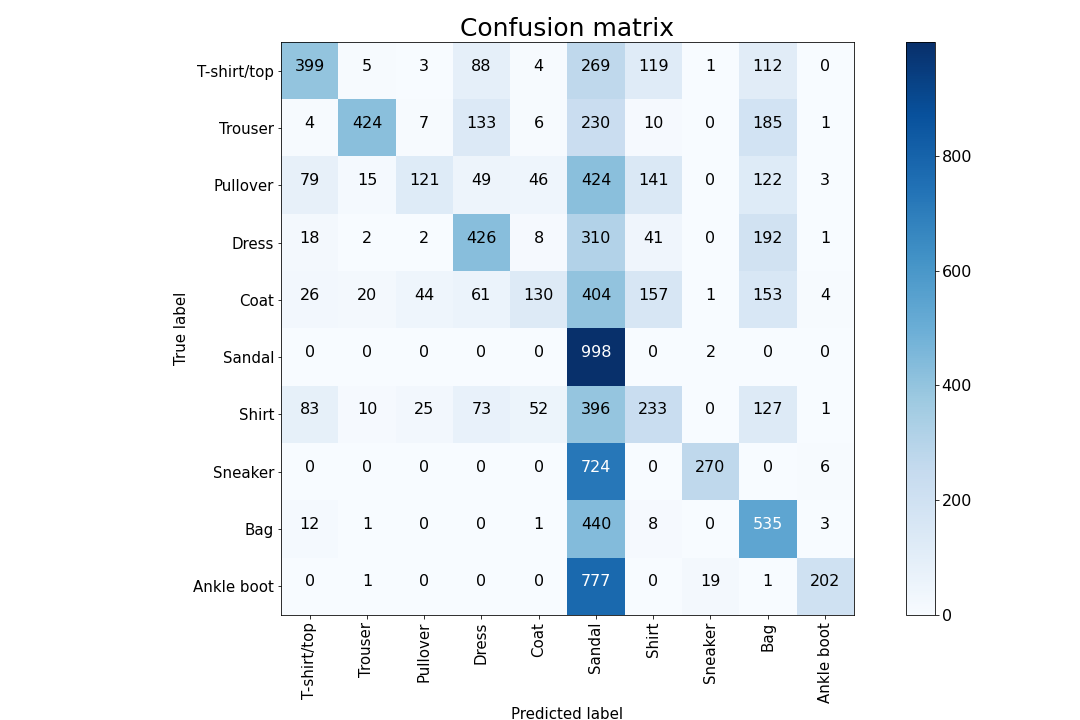 Confusion matrix
T-shirt/top 399 5 3 88 4 269 119 1 112 0
Trouser 4 424 7 133 6 230 10 0 185 1
Pullover 79 15 121 49 46 424 141 0 122 3
Dress 18 2 2 426 8 310 41 0 192 1
Coat 26 20 44 61 130 404 157 1 153 4
Sandal 0 0 0 0 0 998 0 2 0 0
Shirt 83 10 25 73 52 396 233 0 127 1
Sneaker 0 0 0 0 0 724 0 270 0 6
Bag 12 1 0 0 1 440 8 0 535 3
Ankle boot 0 1 0 0 0 777 0 19 1 202
True label
T-shirt/top
Trouser
Pullover
Dress
Coat
Sandal
Shirt
Sneaker
Bag
Ankle boot
Predicted label
800
600
400
200
0